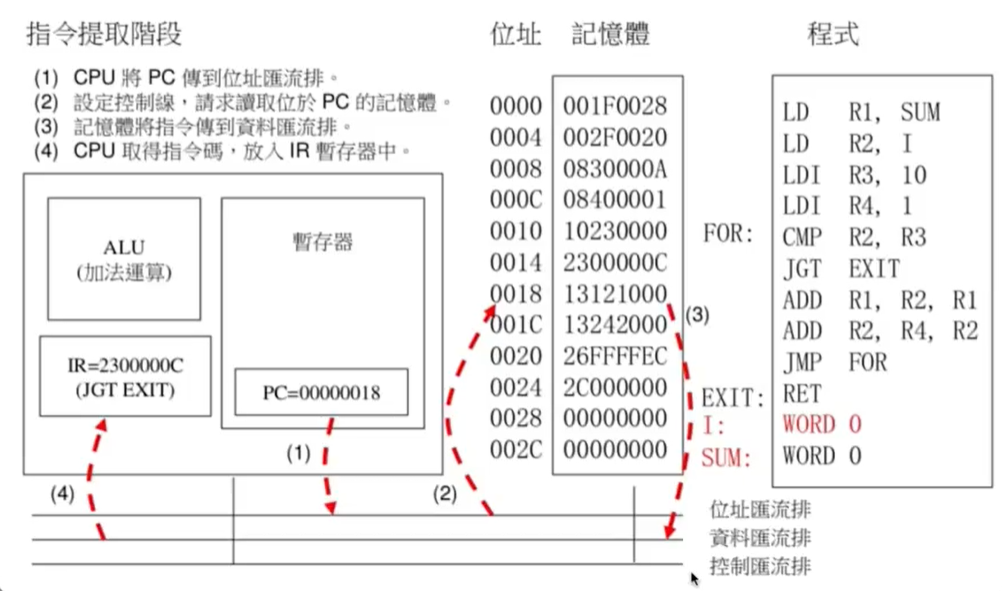 指令提取階段
(1) CPU 將 PC 傳到位址匯流排。
(2) 設定控制線，請求讀取位於 PC 的記憶體。
(3) 記憶體將指令傳到資料匯流排。
(4) CPU 取得指令碼，放入 IR 暫存器中。
ALU
(加法運算)
暫存器
IR=2300000C
(JGT EXIT)
PC=00000018
(1)
(4)
(2)
(3)
位址 記憶體
0000 001F0028
0004 002F0020
0008 0830000A
000C 08400001
0010 10230000
0014 2300000C
0018 13121000
001C 13242000
0020 26FFFFEC
0024 2C000000
0028 00000000
002C 00000000
程式
LD R1, SUM
LD R2, I
LDI R3, 10
LDI R4, 1
FOR: CMP R2, R3
JGT EXIT
ADD R1, R2, R1
ADD R2, R4, R2
JMP FOR
EXIT: RET
I: WORD 0
SUM: WORD 0
位址匯流排
資料匯流排
控制匯流排